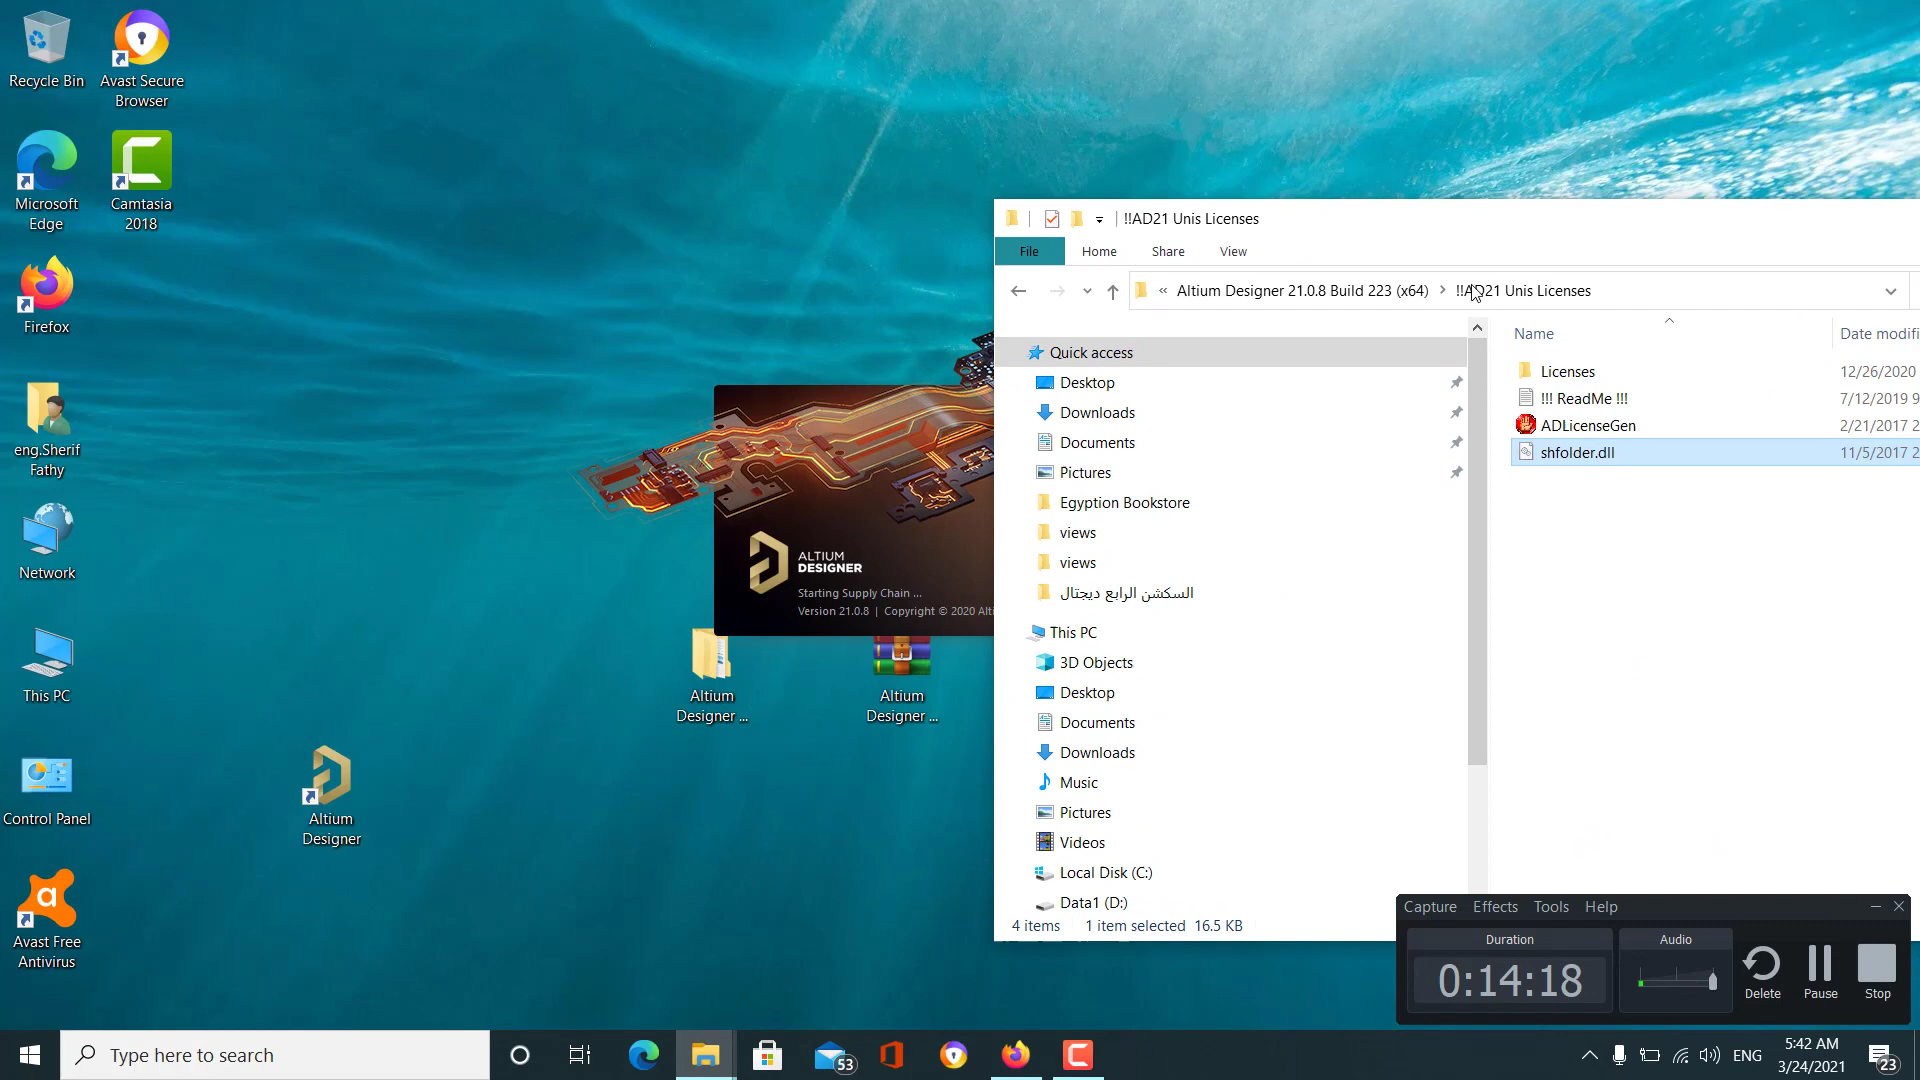 Recycle Bin
Avast Secure
Browser
Microsoft
Edge
Camtasia
2018
Firefox
eng.Sherif
Fathy
Network
This PC
Control Panel
Avast Free
Antivirus
Altium
Designer
Altium
Designer ...
Altium
Designer ...
ALTIUM
DESIGNER
Starting Supply Chain ...
Version 21.0.8 | Copyright © 2020 Alti
!!AD21 Unis Licenses
File Home Share View
« Altium Designer 21.0.8 Build 223 (x64) > !!AD21 Unis Licenses
Quick access
Desktop
Downloads
Documents
Pictures
Egyption Bookstore
views
views
السكشن الرابع ديجتال
This PC
3D Objects
Desktop
Documents
Downloads
Music
Pictures
Videos
Local Disk (C:)
Data1 (D:)
Name Date modifi
Licenses 12/26/2020
!!! ReadMe !!! 7/12/2019 9
ADLicenseGen 2/21/2017 2
shfolder.dll 11/5/2017 2
4 items 1 item selected 16.5 KB
Capture Effects Tools Help
Duration
Audio
0:14:18
Delete Pause Stop
Type here to search
53
ENG
5:42 AM
3/24/2021
23